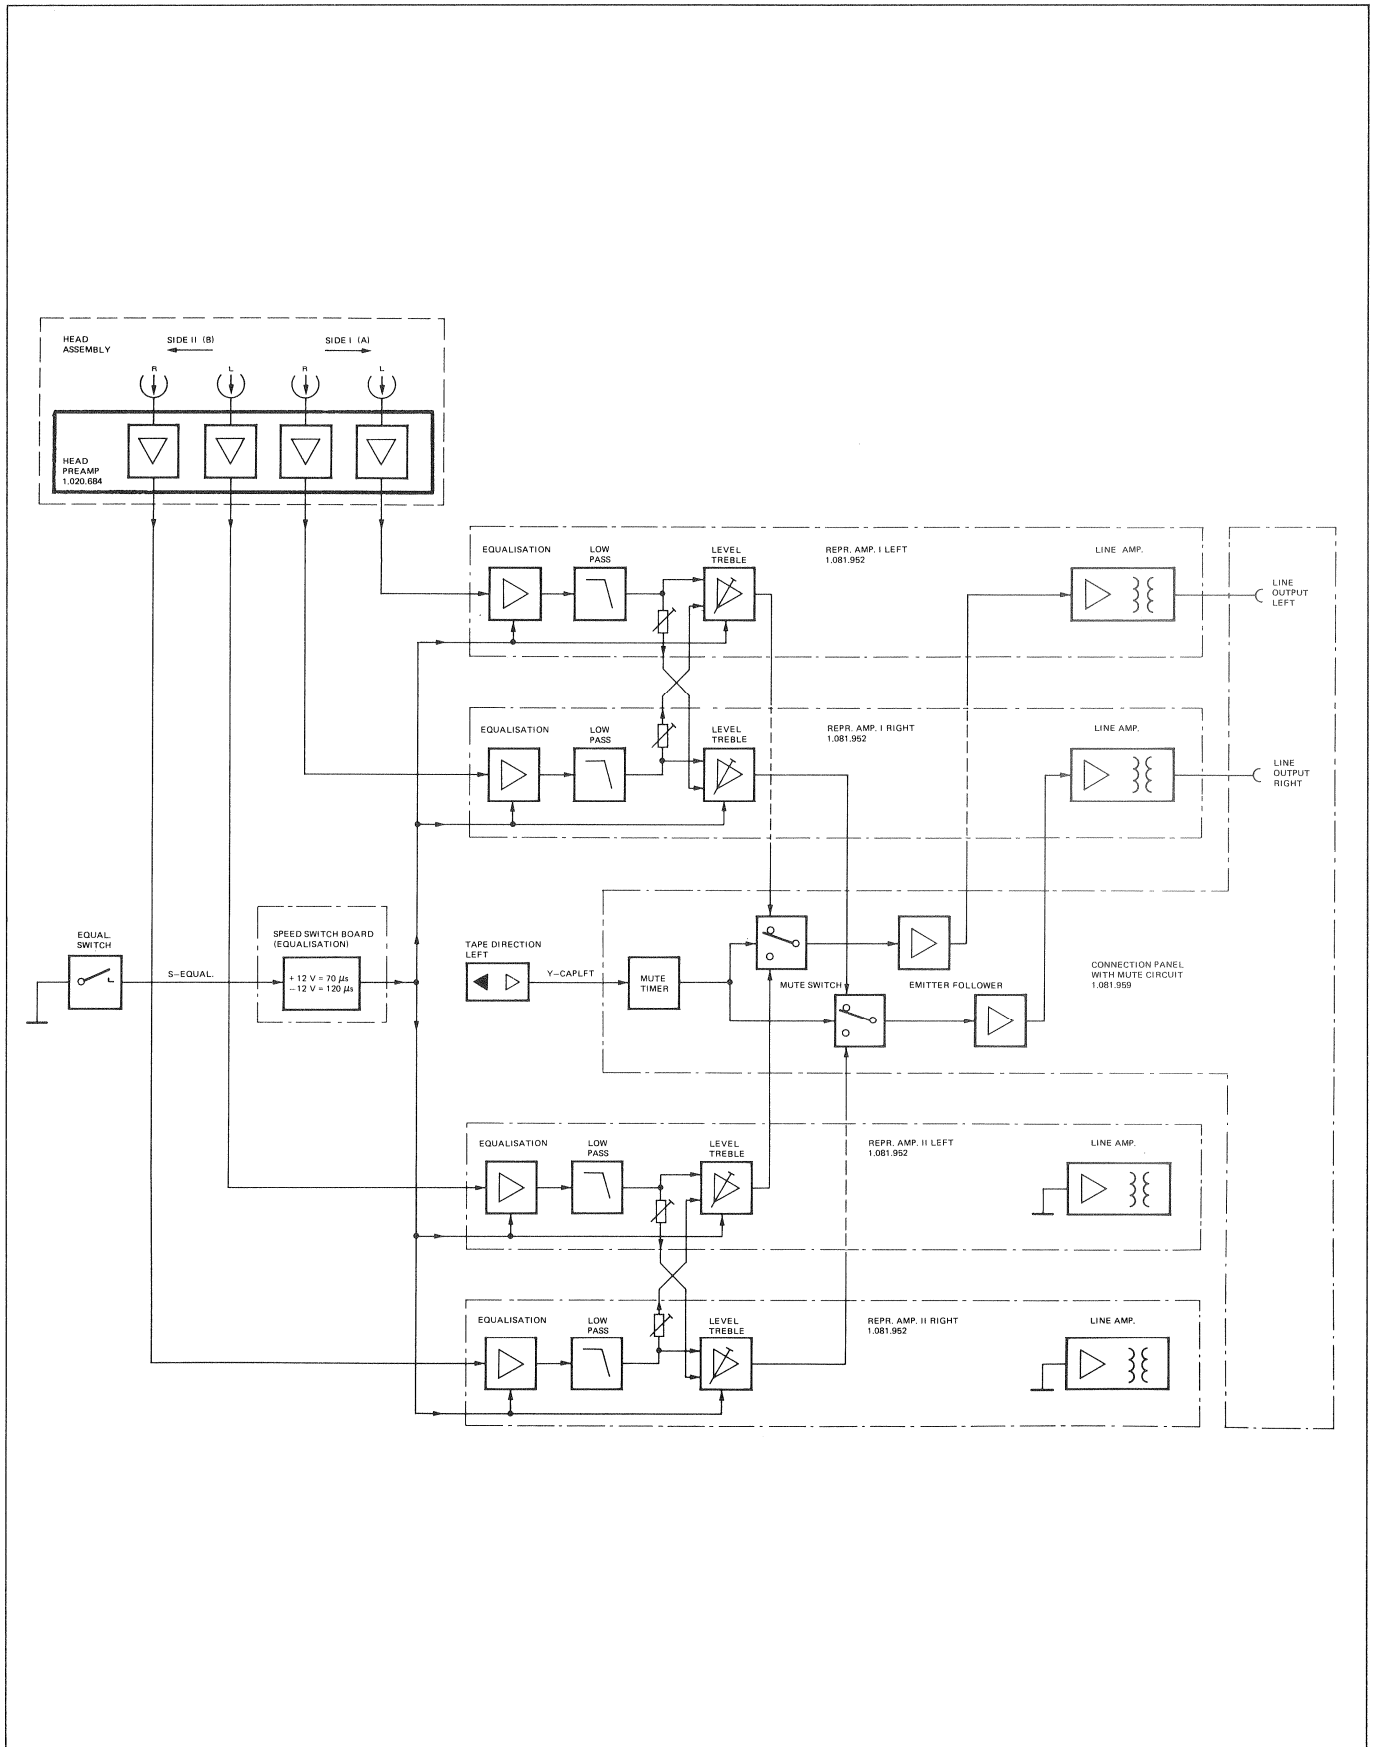 HEAD
ASSEMBLY
SIDE II (B)
SIDE I (A)
R
L
R
L
HEAD
PREAMP
1.020.684
EQUALISATION
LOW
PASS
LEVEL
TREBLE
REPR. AMP. I LEFT
1.081.952
LINE AMP.
LINE
OUTPUT
LEFT
EQUALISATION
LOW
PASS
LEVEL
TREBLE
REPR. AMP. I RIGHT
1.081.952
LINE AMP.
LINE
OUTPUT
RIGHT
EQUAL.
SWITCH
S-EQUAL.
SPEED SWITCH BOARD
(EQUALISATION)
+ 12 V = 70 µs
– 12 V = 120 µs
TAPE DIRECTION
LEFT
Y-CAPLFT
MUTE
TIMER
MUTE SWITCH
EMITTER FOLLOWER
CONNECTION PANEL
WITH MUTE CIRCUIT
1.081.959
EQUALISATION
LOW
PASS
LEVEL
TREBLE
REPR. AMP. II LEFT
1.081.952
LINE AMP.
EQUALISATION
LOW
PASS
LEVEL
TREBLE
REPR. AMP. II RIGHT
1.081.952
LINE AMP.